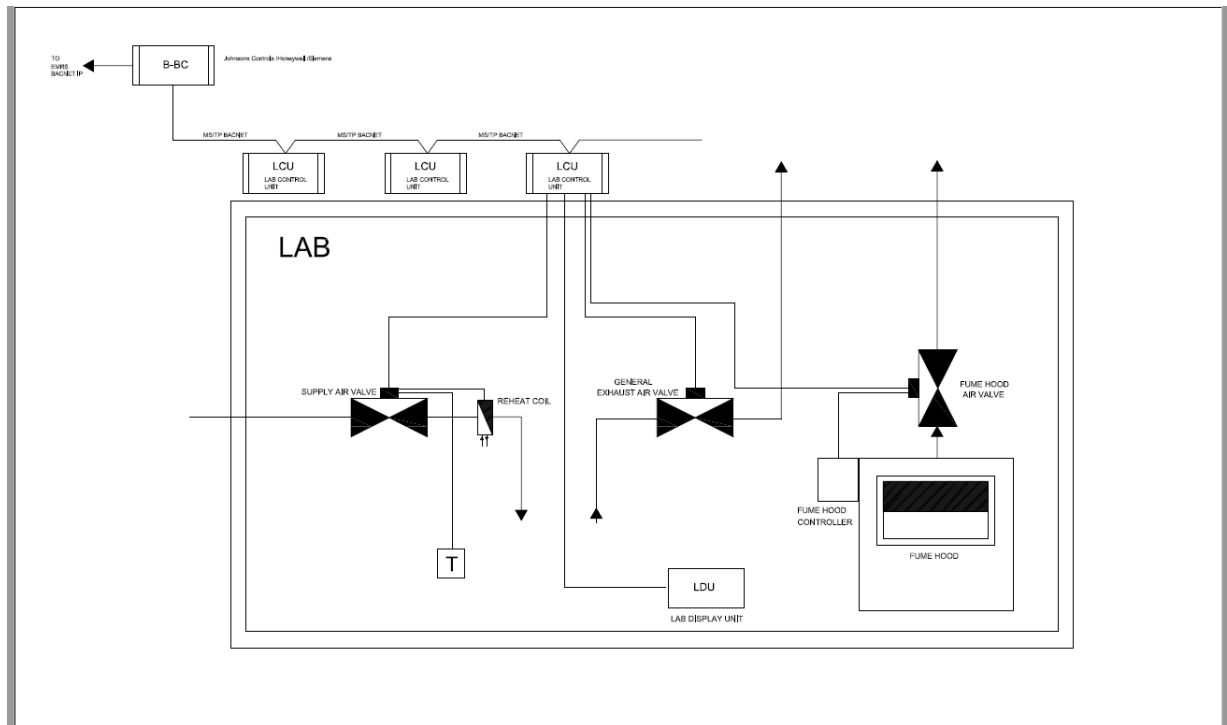 TO
EMRS
BACNET IP
B-BC
Johnsons Controls /Honeywell /Siemens
MS/TP BACNET
MS/TP BACNET
MS/TP BACNET
LCU
LAB CONTROL
UNIT
LCU
LAB CONTROL
UNIT
LCU
LAB CONTROL
UNIT
LAB
SUPPLY AIR VALVE
REHEAT COIL
GENERAL
EXHAUST AIR VALVE
FUME HOOD
AIR VALVE
FUME HOOD
CONTROLLER
FUME HOOD
T
LDU
LAB DISPLAY UNIT